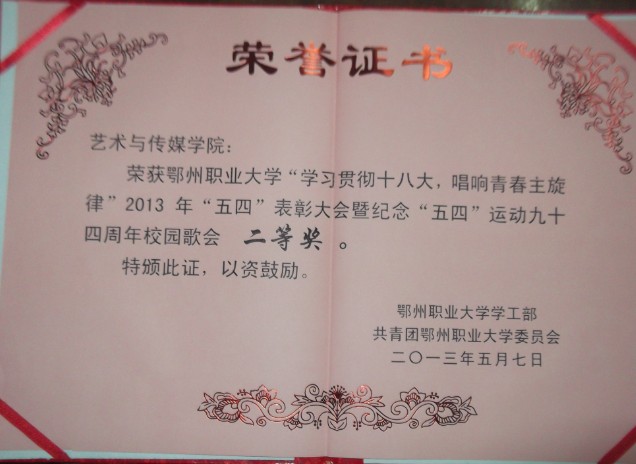 荣誉证书
艺术与传媒学院：
荣获鄂州职业大学“学习贯彻十八大，唱响青春主旋
律”2013 年“五四”表彰大会暨纪念“五四”运动九十
四周年校园歌会 二等奖 。
特颁此证，以资鼓励。
鄂州职业大学学工部
共青团鄂州职业大学委员会
二〇一三年五月七日